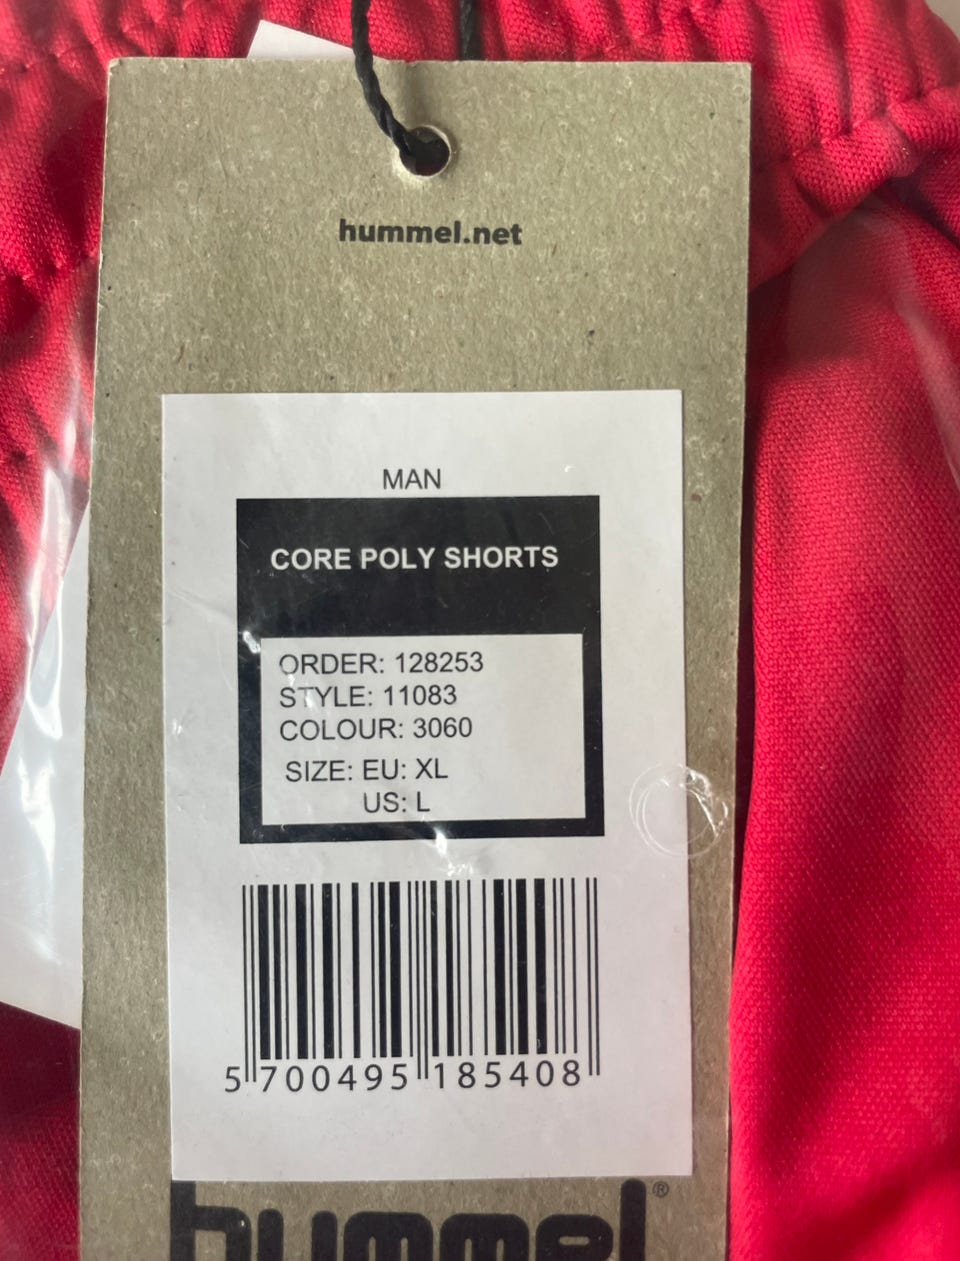 hummel.net
MAN
CORE POLY SHORTS
ORDER: 128253
STYLE: 11083
COLOUR: 3060
SIZE: EU: XL
US: L
5 700495 185408
hummel®